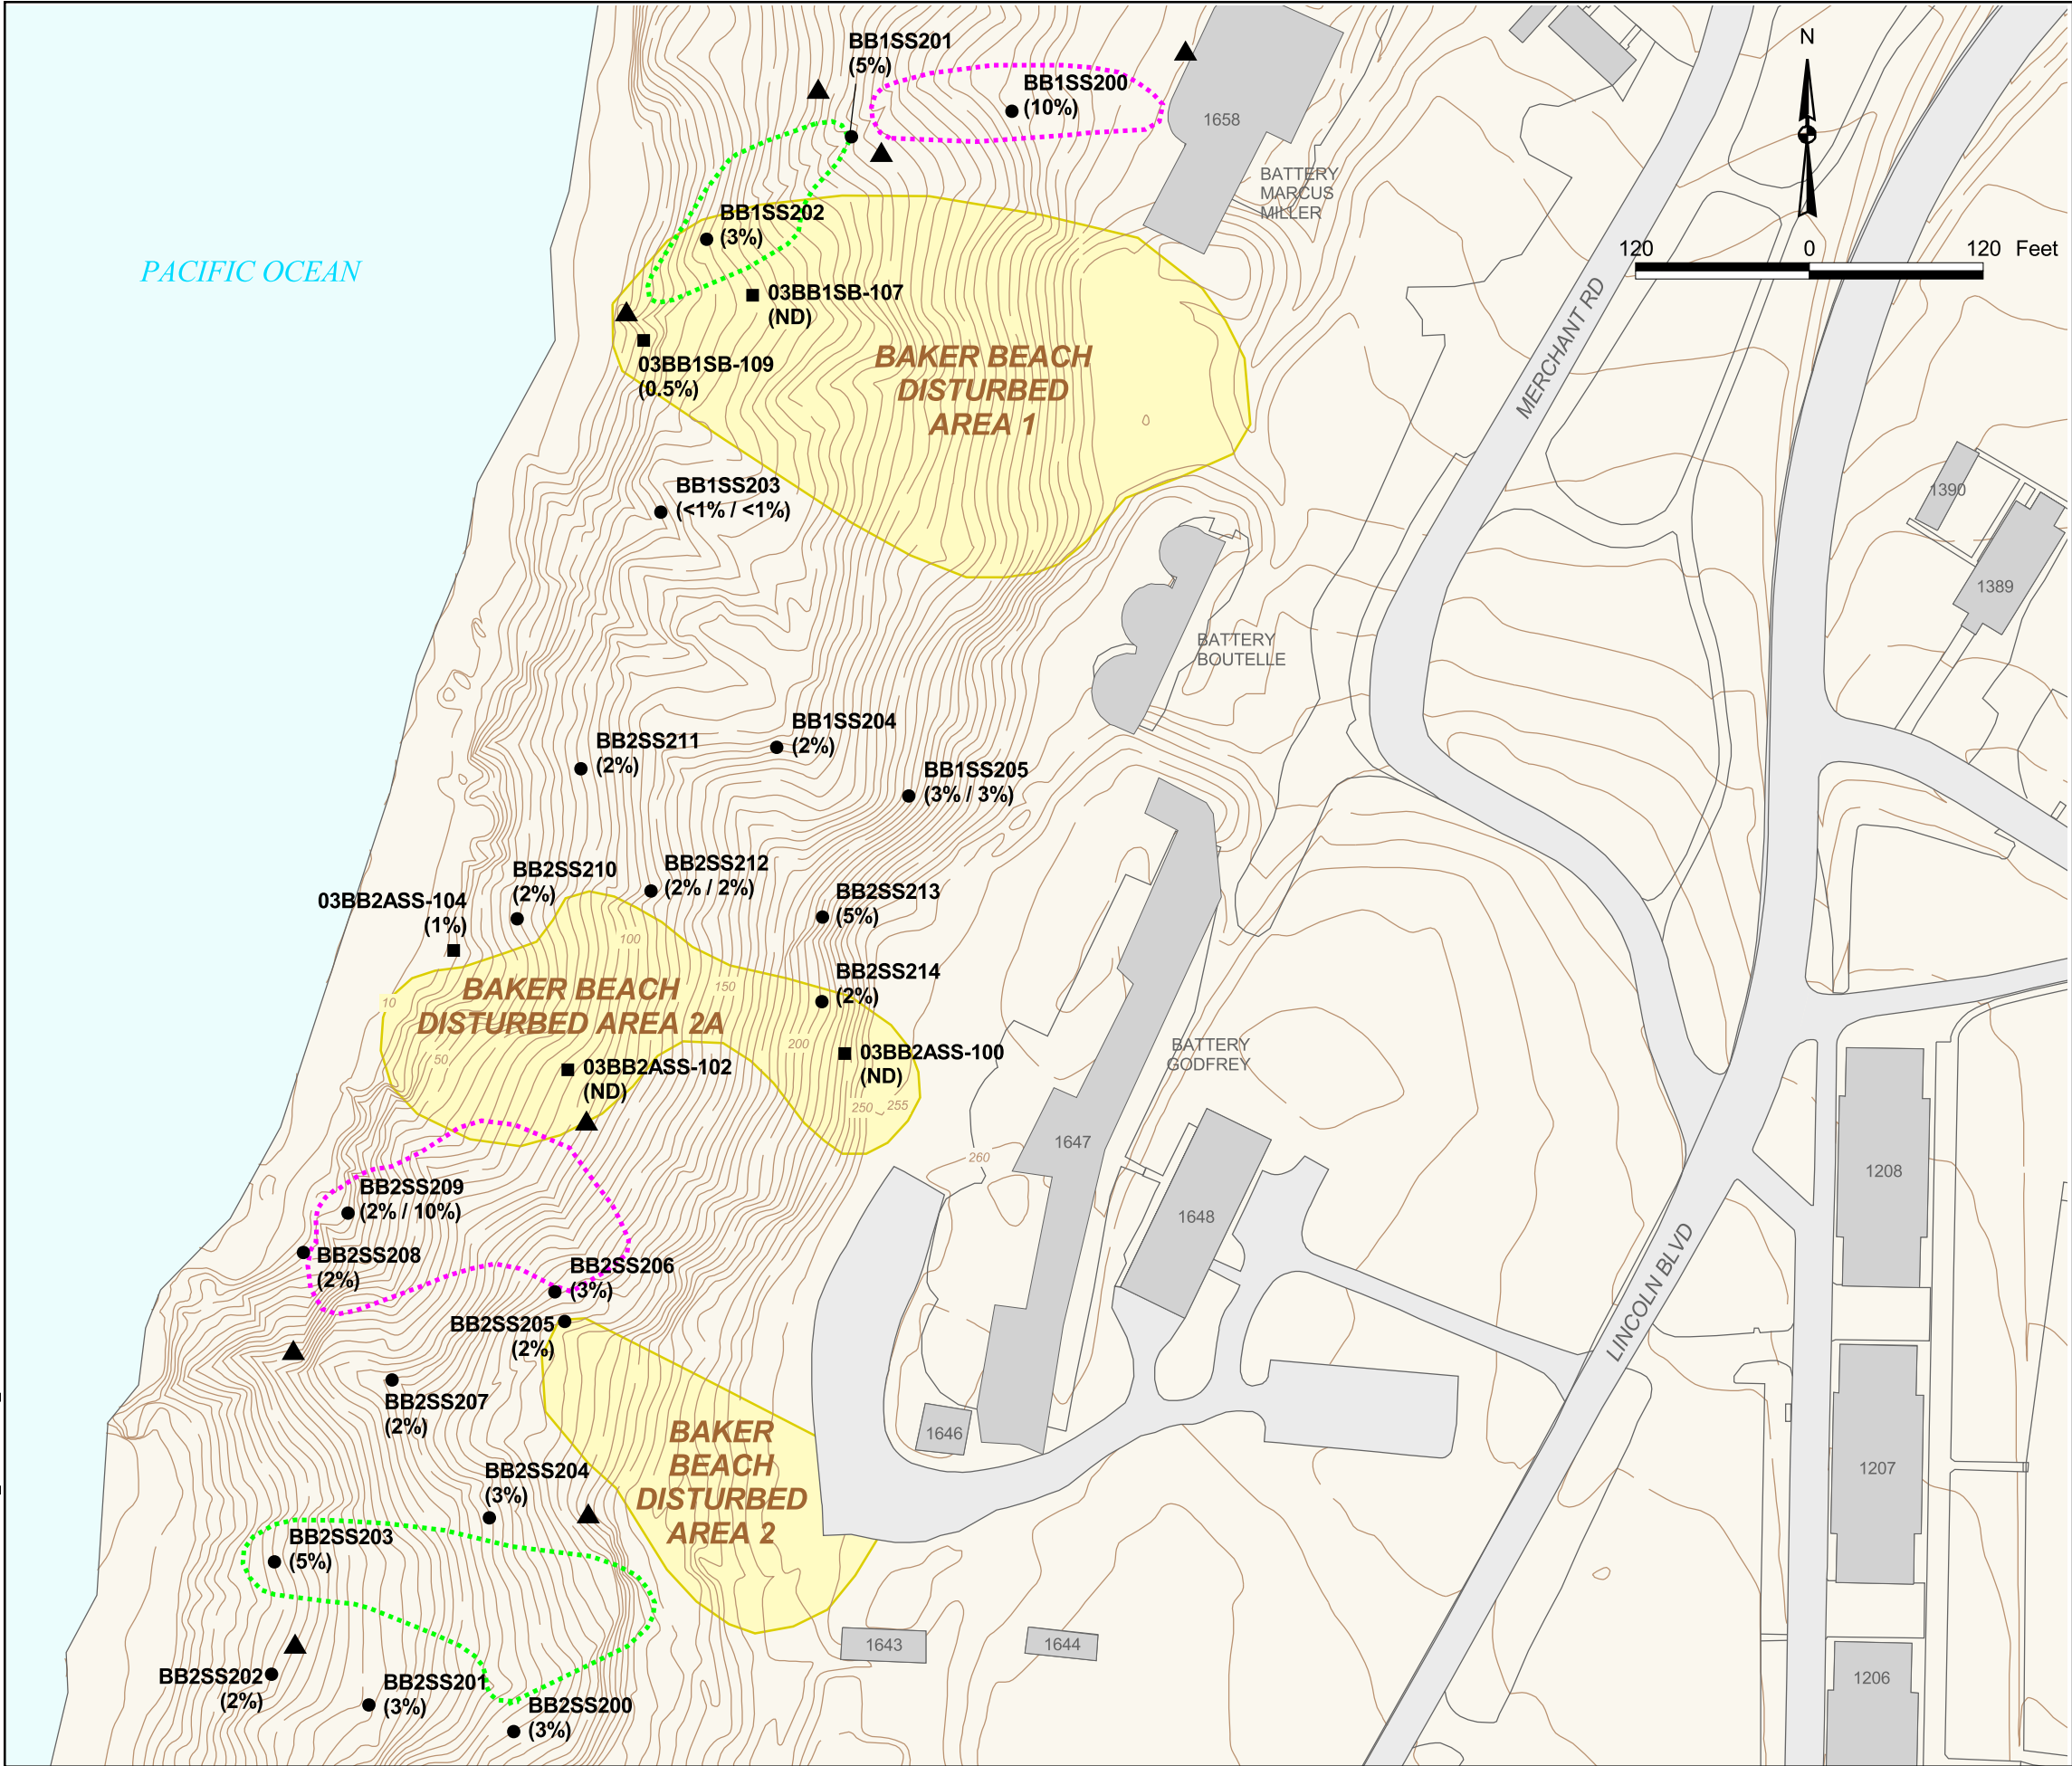 BB1SS201
(5%)
BB1SS200
(10%)
1658
N
BATTERY
MARCUS
MILLER
BB1SS202
(3%)
120 0 120 Feet
PACIFIC OCEAN
03BB1SB-107
(ND)
MERCHANT RD
03BB1SB-109
(0.5%)
BAKER BEACH
DISTURBED
AREA 1
BB1SS203
(<1% / <1%)
1390
1389
BATTERY
BOUTELLE
BB1SS204
(2%)
BB2SS211
(2%)
BB1SS205
(3% / 3%)
BB2SS210
(2%)
BB2SS212
(2% / 2%)
BB2SS213
(5%)
03BB2ASS-104
(1%)
100
BB2SS214
(2%)
150
10
BAKER BEACH
DISTURBED AREA 2A
200
50
03BB2ASS-100
(ND)
03BB2ASS-102
(ND)
250
255
BATTERY
GODFREY
1647
260
1208
BB2SS209
(2% / 10%)
1648
BB2SS208
(2%)
BB2SS206
(3%)
LINCOLN BLVD
BB2SS205
(2%)
BB2SS207
(2%)
BAKER
BEACH
DISTURBED
AREA 2
1646
1207
BB2SS204
(3%)
BB2SS203
(5%)
1643
1644
BB2SS202
(2%)
BB2SS201
(3%)
BB2SS200
(3%)
1206